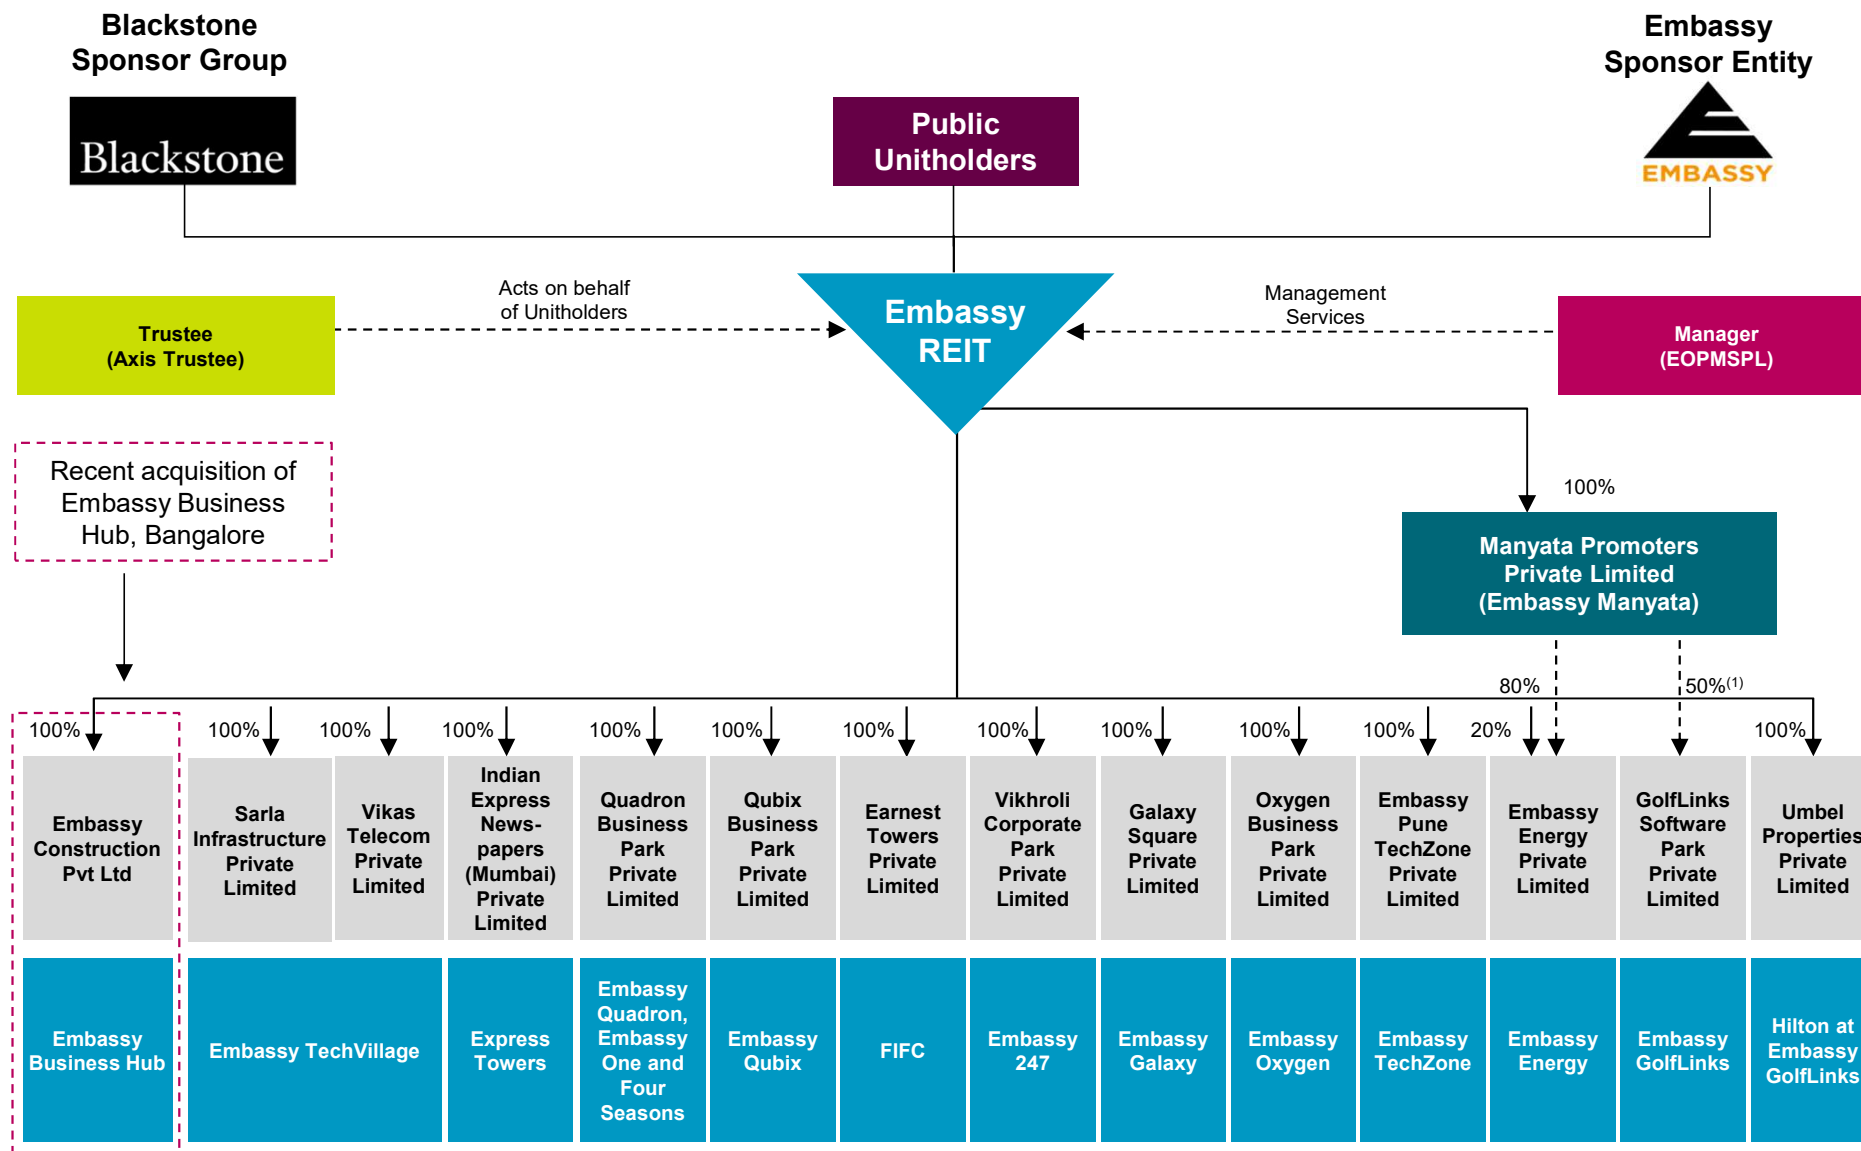 Blackstone
Sponsor Group
Blackstone
Public
Unitholders
Embassy
Sponsor Entity
EMBASSY
Trustee
(Axis Trustee)
Acts on behalf
of Unitholders
Embassy
REIT
Management
Services
Manager
(EOPMSPL)
Recent acquisition of
Embassy Business
Hub, Bangalore
100%
Manyata Promoters
Private Limited
(Embassy Manyata)
80%
50%(1)
100%
100%
100%
100%
100%
100%
100%
100%
100%
100%
100%
20%
100%
Embassy
Construction
Pvt Ltd
Sarla
Infrastructure
Private
Limited
Vikas
Telecom
Private
Limited
Indian
Express
News-
papers
(Mumbai)
Private
Limited
Quadron
Business
Park
Private
Limited
Qubix
Business
Park
Private
Limited
Earnest
Towers
Private
Limited
Vikhroli
Corporate
Park
Private
Limited
Galaxy
Square
Private
Limited
Oxygen
Business
Park
Private
Limited
Embassy
Pune
TechZone
Private
Limited
Embassy
Energy
Private
Limited
GolfLinks
Software
Park
Private
Limited
Umbel
Properties
Private
Limited
Embassy
Business Hub
Embassy TechVillage
Express
Towers
Embassy
Quadron,
Embassy
One and
Four
Seasons
Embassy
Qubix
FIFC
Embassy
247
Embassy
Galaxy
Embassy
Oxygen
Embassy
TechZone
Embassy
Energy
Embassy
GolfLinks
Hilton at
Embassy
GolfLinks